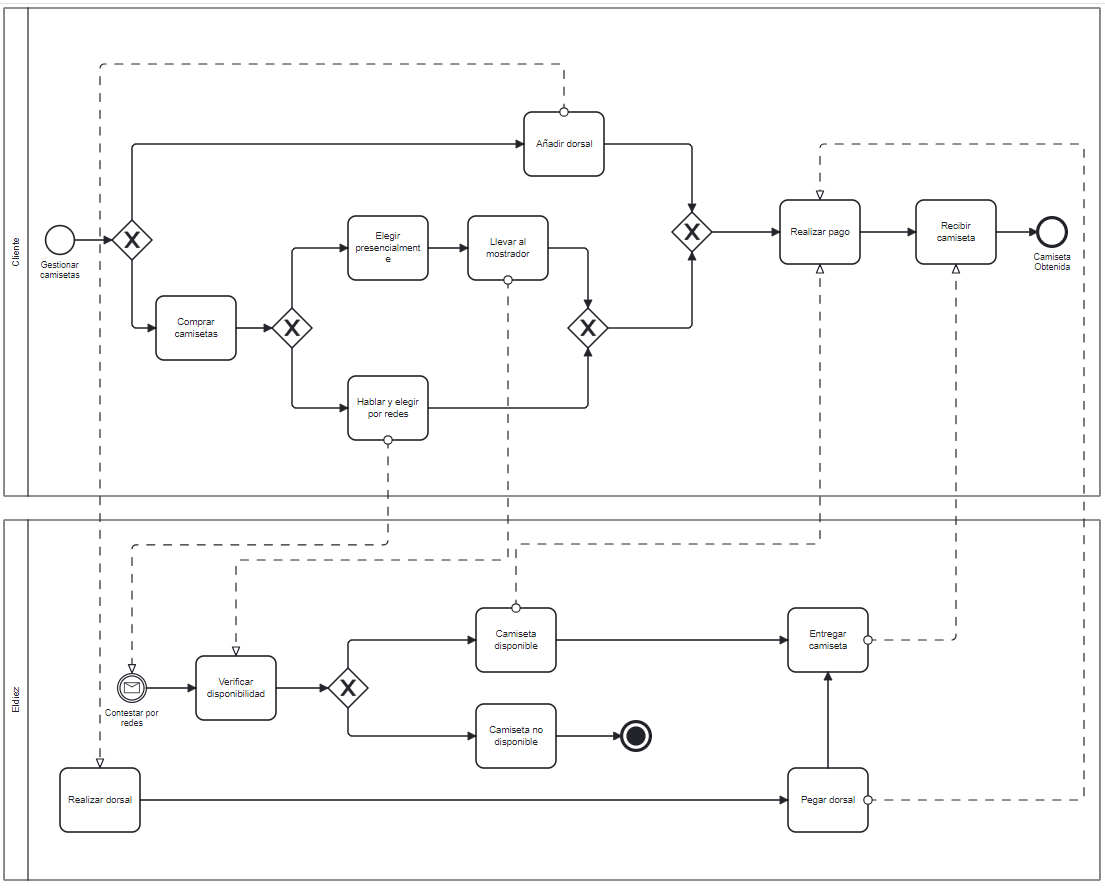 Cliente
Gestionar
camisetas
Añadir dorsal
Comprar
camisetas
Elegir
presencialment
e
Llevar al
mostrador
Hablar y elegir
por redes
Realizar pago
Recibir
camiseta
Camiseta
Obtenida
Eldiez
Contestar por
redes
Verificar
disponibilidad
Camiseta
disponible
Camiseta no
disponible
Entregar
camiseta
Realizar dorsal
Pegar dorsal